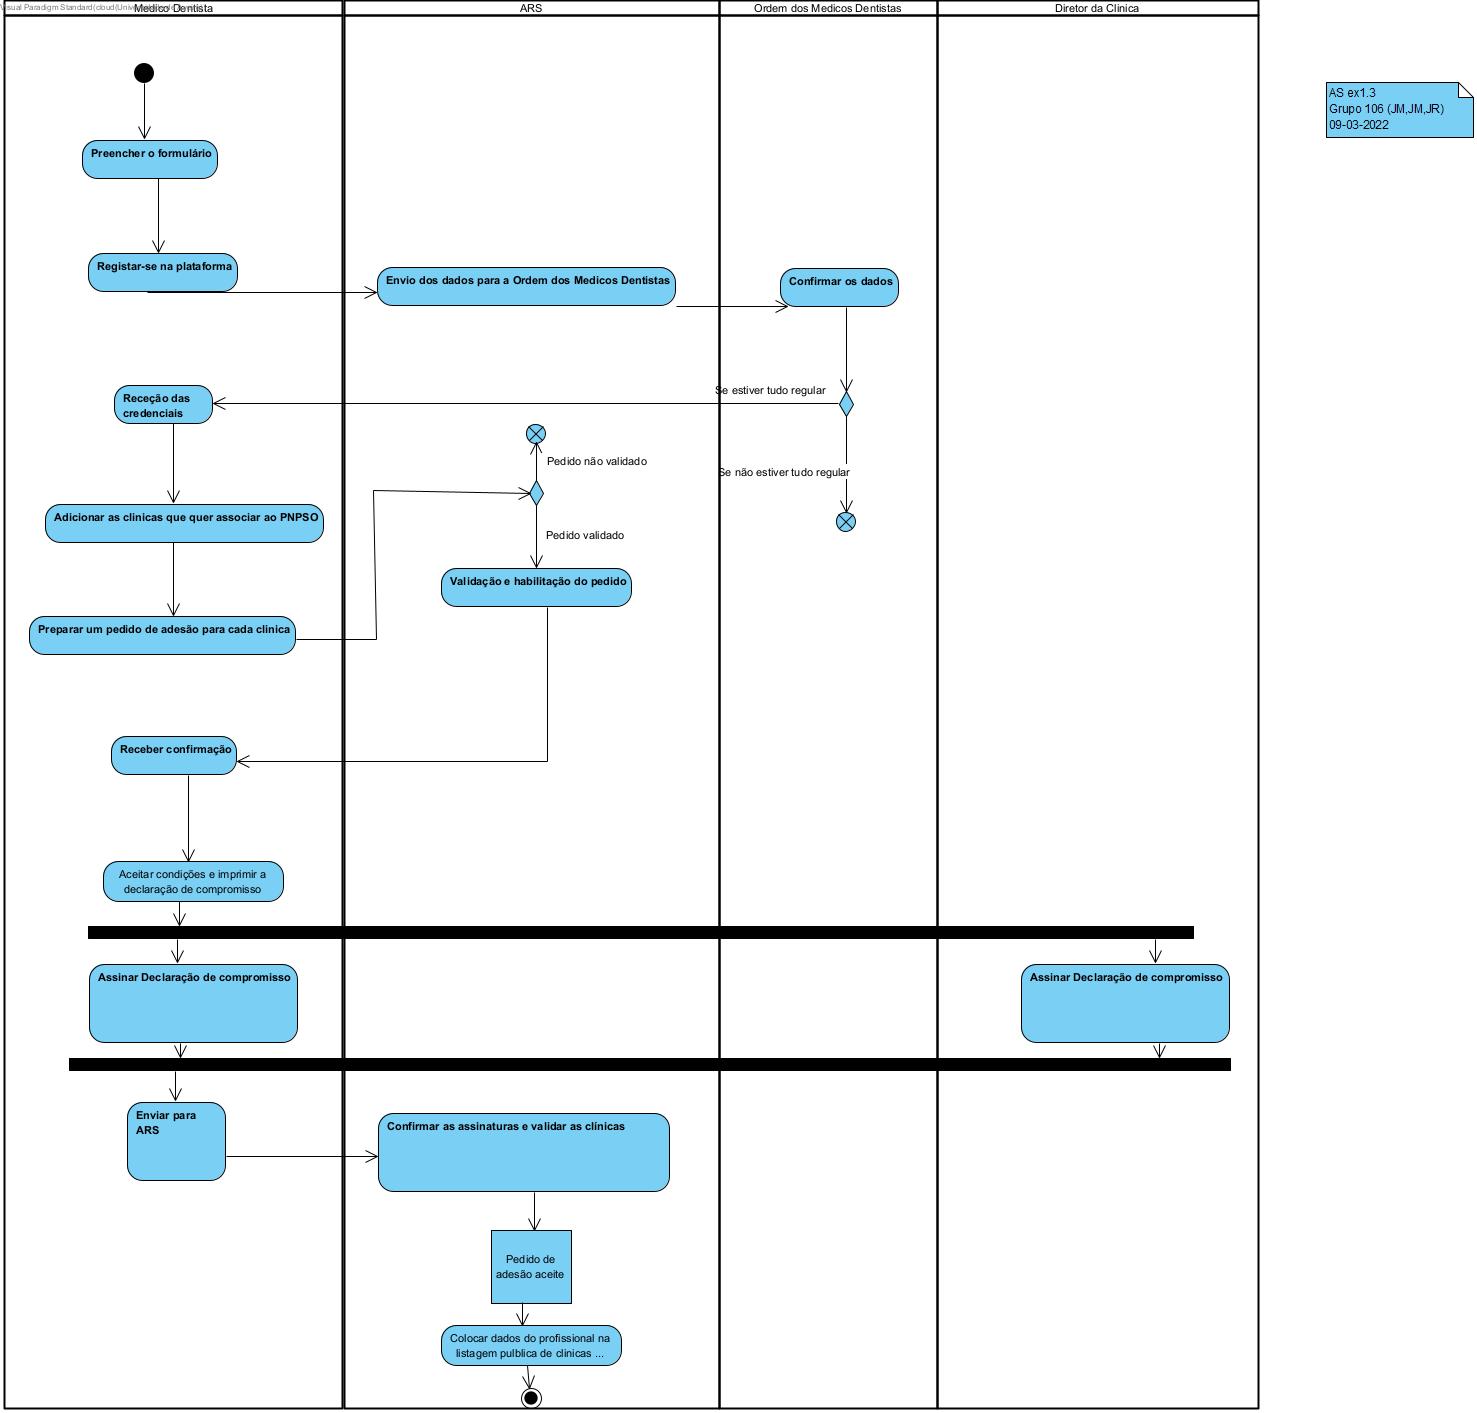 Visual Paradigm Standard(cloud(Univ
Medico Dentista
ARS
Ordem dos Medicos Dentistas
Diretor da Clinica
AS ex1.3
Grupo 106 (JM,JM,JR)
09-03-2022
Preencher o formulário
Registar-se na plataforma
Envio dos dados para a Ordem dos Medicos Dentistas
Confirmar os dados
Se estiver tudo regular
Receção das
credenciais
Pedido não validado
Se não estiver tudo regular
Adicionar as clinicas que quer associar ao PNPSO
Pedido validado
Validação e habilitação do pedido
Preparar um pedido de adesão para cada clinica
Receber confirmação
Aceitar condições e imprimir a
declaração de compromisso
Assinar Declaração de compromisso
Assinar Declaração de compromisso
Enviar para
ARS
Confirmar as assinaturas e validar as clínicas
Pedido de
adesão aceite
Colocar dados do profissional na
listagem pulblica de clinicas ...